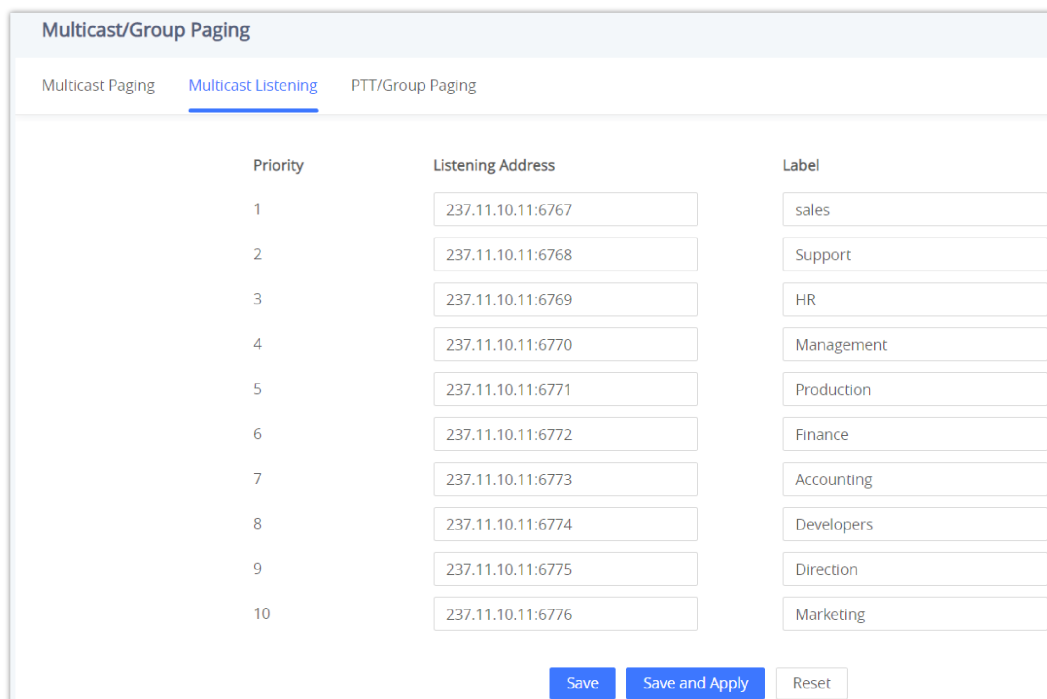 Multicast/Group Paging
Multicast Paging Multicast Listening PTT/Group Paging
Priority Listening Address Label
1 237.11.10.11:6767 sales
2 237.11.10.11:6768 Support
3 237.11.10.11:6769 HR
4 237.11.10.11:6770 Management
5 237.11.10.11:6771 Production
6 237.11.10.11:6772 Finance
7 237.11.10.11:6773 Accounting
8 237.11.10.11:6774 Developers
9 237.11.10.11:6775 Direction
10 237.11.10.11:6776 Marketing
Save Save and Apply Reset